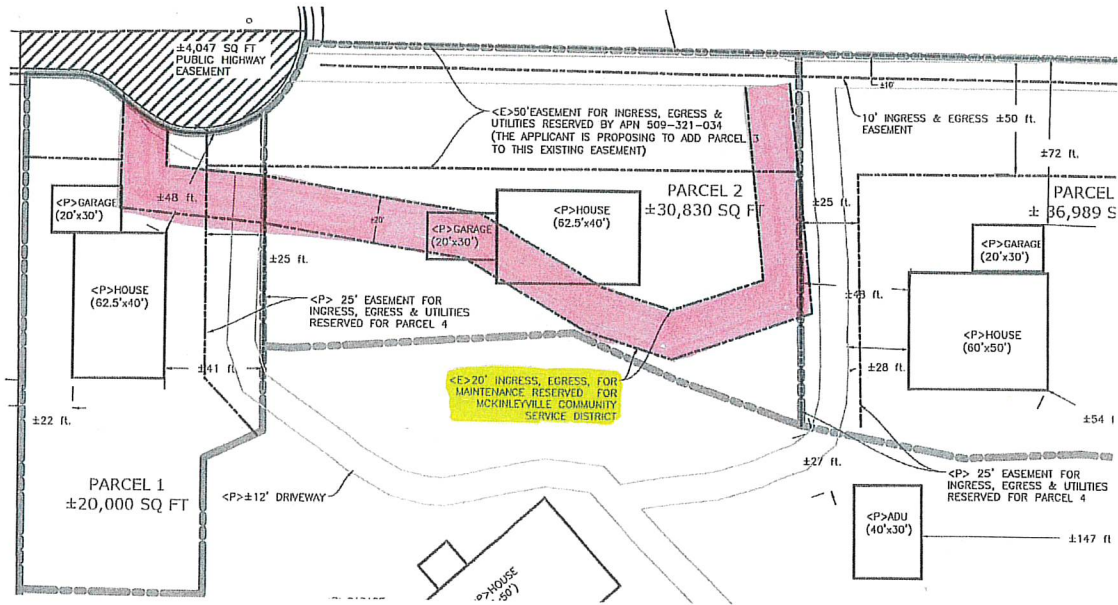 ±4,047 SQ FT
PUBLIC HIGHWAY
EASEMENT
<E>50'EASEMENT FOR INGRESS, EGRESS &
UTILITIES RESERVED BY APN 509-321-034
(THE APPLICANT IS PROPOSING TO ADD PARCEL 3
TO THIS EXISTING EASEMENT)
±10'
10' INGRESS & EGRESS ±50 ft.
EASEMENT
±72 ft.
<P>GARAGE
(20'x30')
±48 ft.
±20'
<P>GARAGE
(20'x30')
<P>HOUSE
(62.5'x40')
PARCEL 2
±30,830 SQ FT
±25 ft.
PARCEL
± 36,989 S
<P>GARAGE
(20'x30')
<P>HOUSE
(62.5'x40')
±25 ft.
<P> 25' EASEMENT FOR
INGRESS, EGRESS & UTILITIES
RESERVED FOR PARCEL 4
±43 ft.
<P>HOUSE
(60'x50')
±41 ft.
±28 ft.
<E>20' INGRESS, EGRESS, FOR
MAINTENANCE RESERVED FOR
MCKINLEYVILLE COMMUNITY
SERVICE DISTRICT
±22 ft.
±54
±27 ft.
<P> 25' EASEMENT FOR
INGRESS, EGRESS & UTILITIES
RESERVED FOR PARCEL 4
PARCEL 1
±20,000 SQ FT
<P>±12' DRIVEWAY
<P>ADU
(40'x30')
±147 ft.
<P>HOUSE